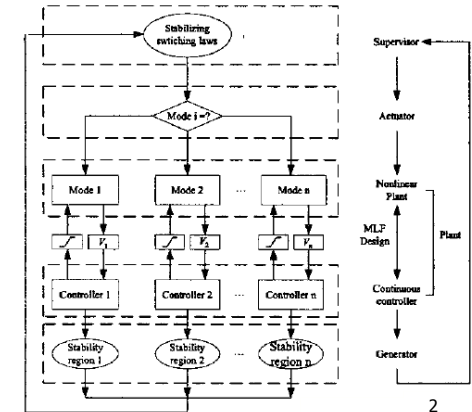 Stabilizing
swtiching laws
Supervisor
Mode i =?
Actuator
Mode 1
Mode 2
...
Mode n
Nonlinear
Plant
V1
V2
Vn
MLF
Design
Plant
Controller 1
Controller 2
...
Controller n
Continuous
controller
Stability
region 1
Stability
region 2
...
Stability
region n
Generator
2